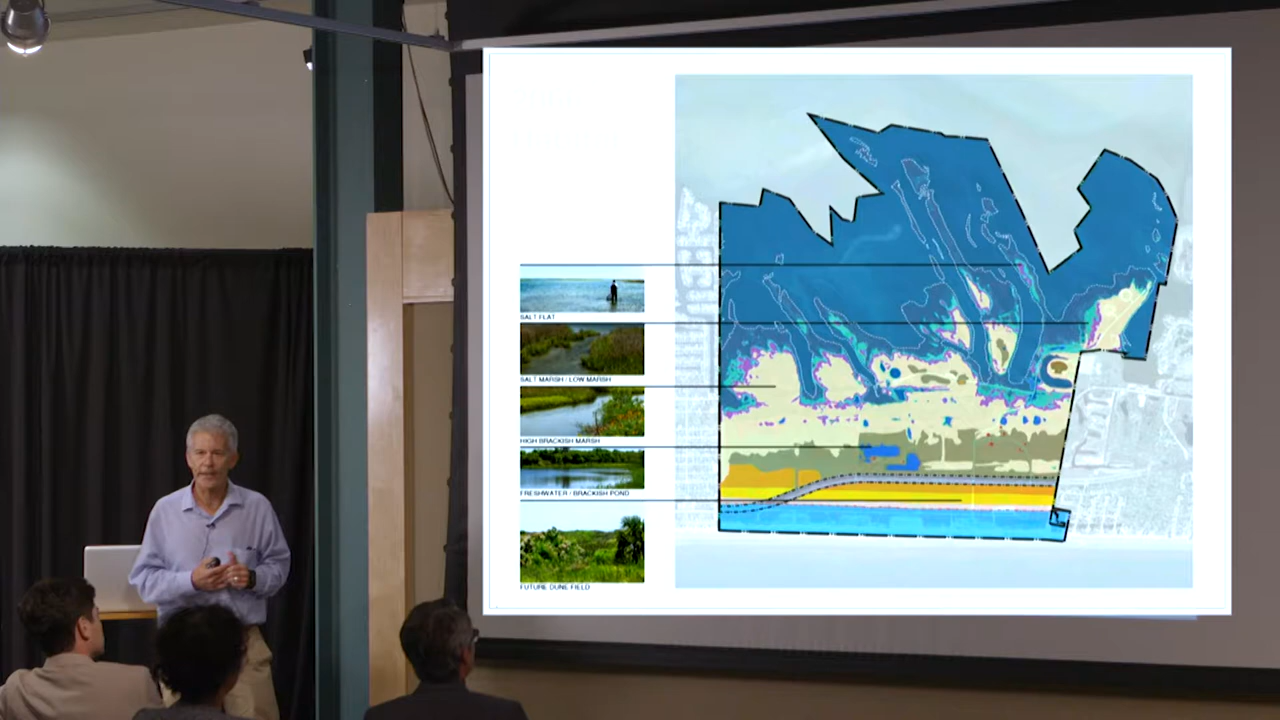 SALT FLAT
SALT MARSH / LOW MARSH
HIGH BRACKISH MARSH
FRESHWATER / BRACKISH POND
FUTURE DUNE FIELD